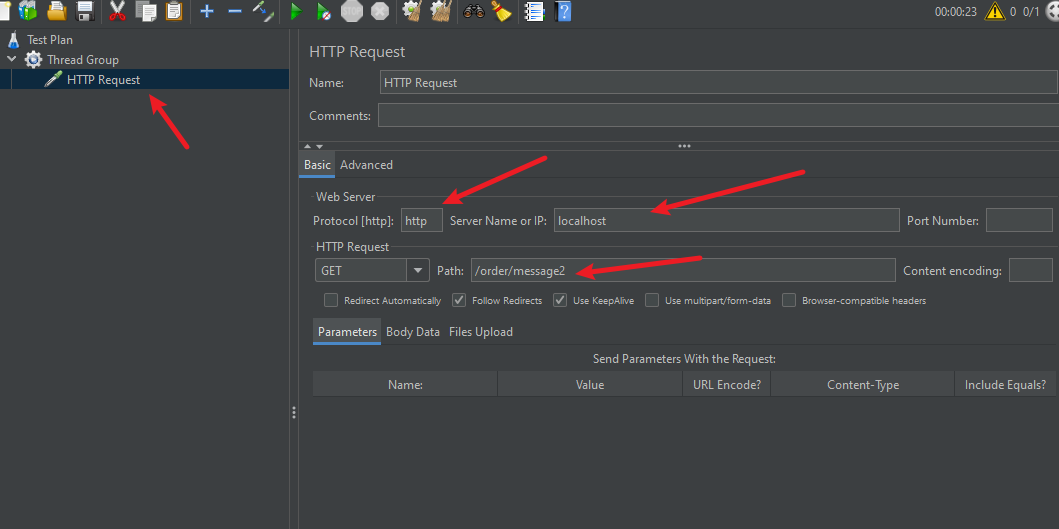 00:00:23 0 0/1
Test Plan
Thread Group
HTTP Request
HTTP Request
Name: HTTP Request
Comments:
Basic Advanced
Web Server
Protocol [http]: http Server Name or IP: localhost Port Number:
HTTP Request
GET Path: /order/message2 Content encoding:
Redirect Automatically Follow Redirects Use KeepAlive Use multipart/form-data Browser-compatible headers
Parameters Body Data Files Upload
Send Parameters With the Request:
Name: Value URL Encode? Content-Type Include Equals?